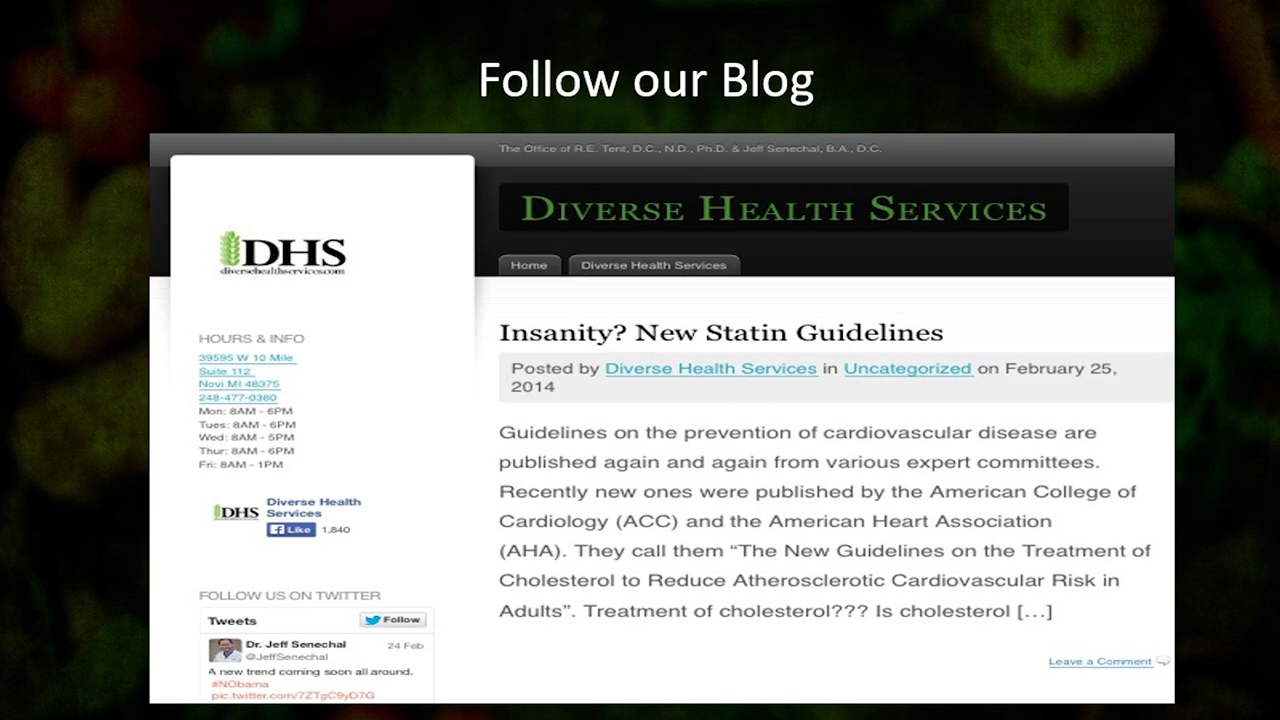 Follow our Blog
The Office of R.E. Tent, D.C., N.D., Ph.D. & Jeff Senechal, B.A., D.C.
DIVERSE HEALTH SERVICES
Home
Diverse Health Services
DHS
diversehealthservices.com
HOURS & INFO
39595 W 10 Mile
Suite 112
Novi MI 48375
248-477-0380
Mon: 8AM - 6PM
Tues: 8AM - 6PM
Wed: 8AM - 5PM
Thur: 8AM - 6PM
Fri: 8AM - 1PM
DHS
Diverse Health
Services
Like 1,840
FOLLOW US ON TWITTER
Tweets
Follow
Dr. Jeff Senechal 24 Feb
@JeffSenechal
A new trend coming soon all around.
#NObama
pic.twitter.com/7ZTgC9yD7G
Insanity? New Statin Guidelines
Posted by Diverse Health Services in Uncategorized on February 25,
2014
Guidelines on the prevention of cardiovascular disease are
published again and again from various expert committees.
Recently new ones were published by the American College of
Cardiology (ACC) and the American Heart Association
(AHA). They call them “The New Guidelines on the Treatment of
Cholesterol to Reduce Atherosclerotic Cardiovascular Risk in
Adults”. Treatment of cholesterol??? Is cholesterol […]
Leave a Comment